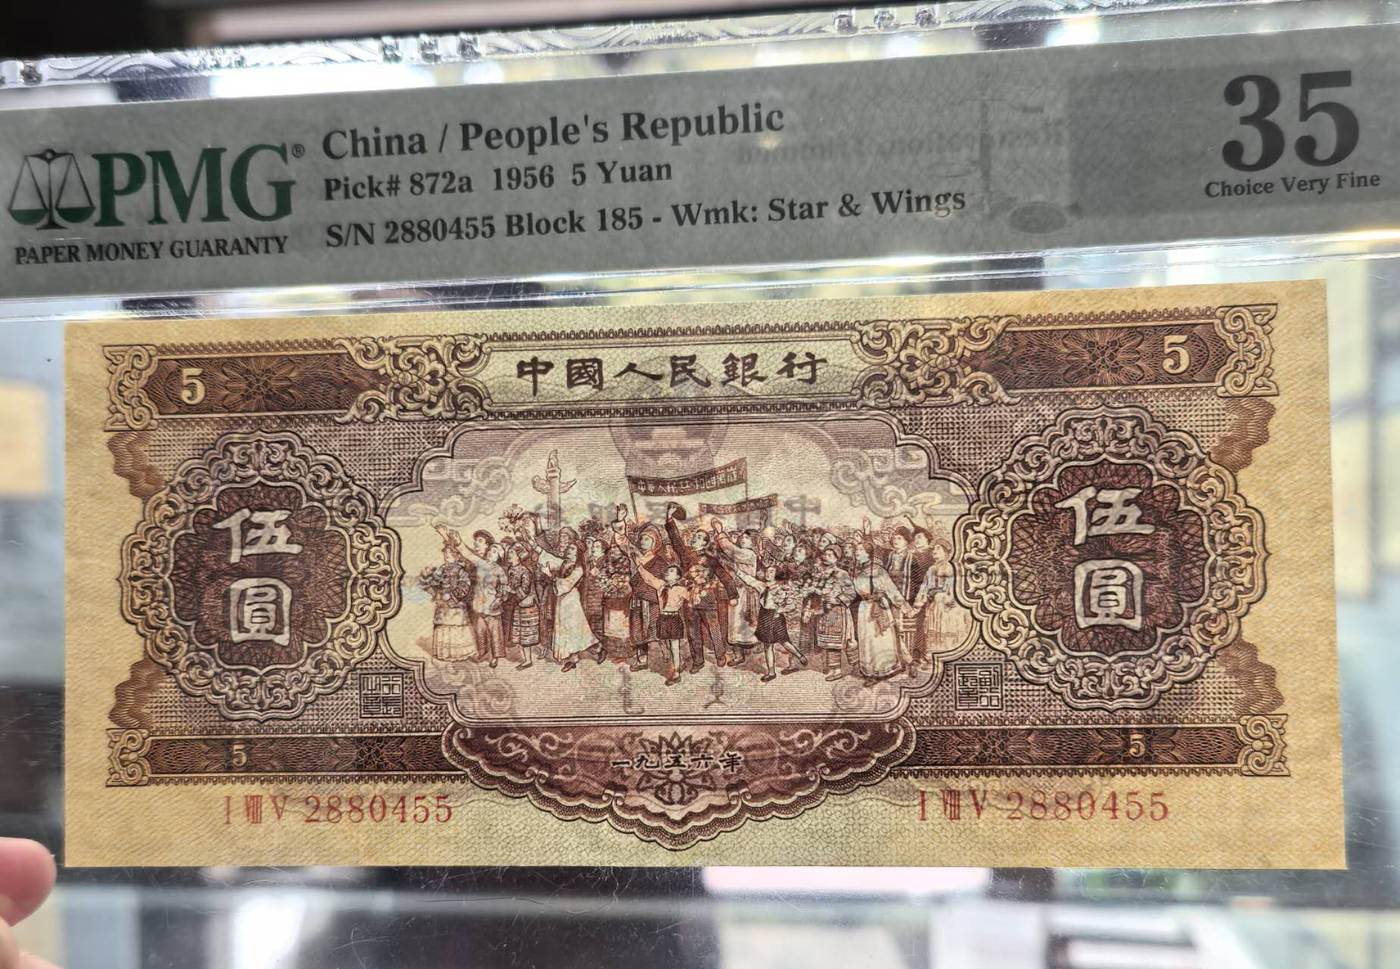 PMG®
PAPER MONEY GUARANTY
China / People's Republic
Pick# 872a 1956 5 Yuan
S/N 2880455 Block 185 - Wmk: Star & Wings
35
Choice Very Fine
5
中國人民銀行
5
伍圓
伍圓
5
一九五六年
5
I VIII V 2880455
I VIII V 2880455